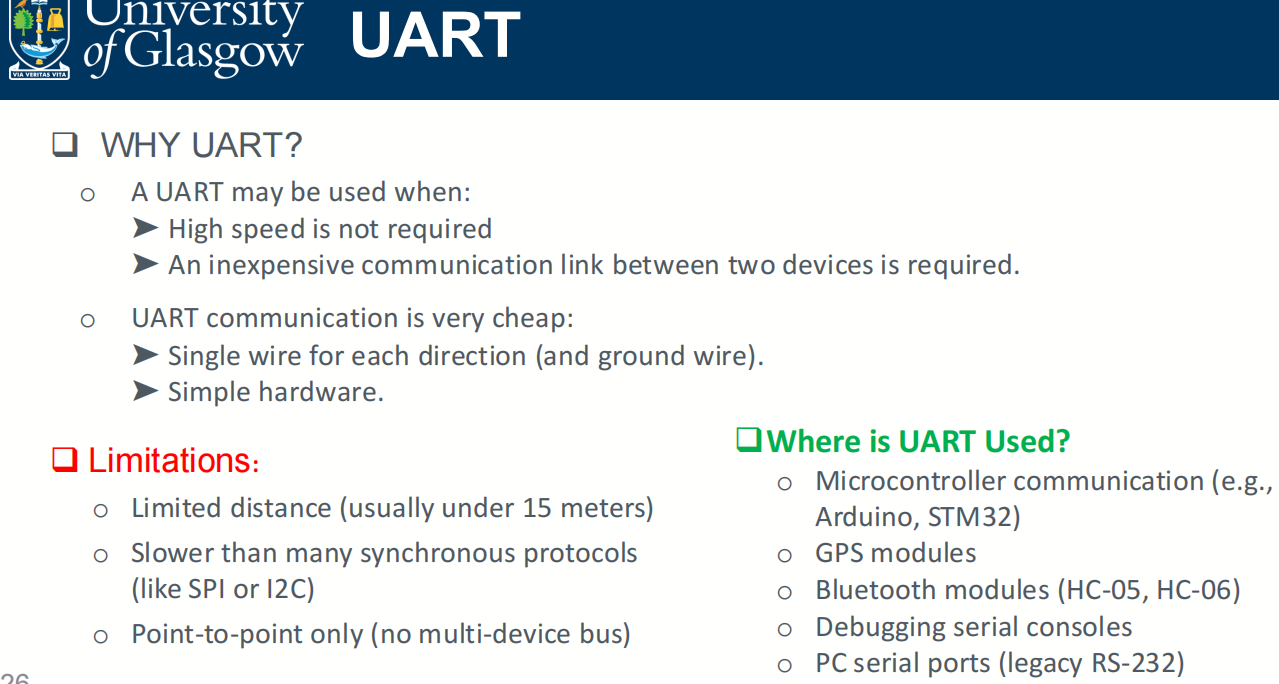 University
of Glasgow
VIA VERITAS VITA
UART
WHY UART?
A UART may be used when:
High speed is not required
An inexpensive communication link between two devices is required.
UART communication is very cheap:
Single wire for each direction (and ground wire).
Simple hardware.
Limitations:
Limited distance (usually under 15 meters)
Slower than many synchronous protocols
(like SPI or I2C)
Point-to-point only (no multi-device bus)
Where is UART Used?
Microcontroller communication (e.g.,
Arduino, STM32)
GPS modules
Bluetooth modules (HC-05, HC-06)
Debugging serial consoles
PC serial ports (legacy RS-232)
26